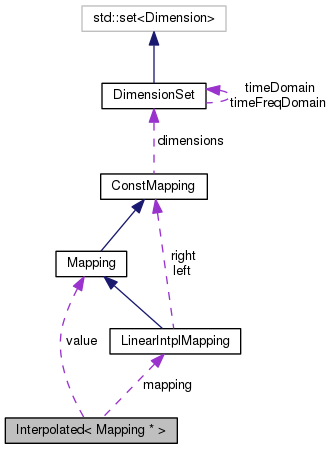 std::set<Dimension>
timeDomain
timeFreqDomain
DimensionSet
dimensions
ConstMapping
right
left
Mapping
LinearIntplMapping
value
mapping
Interpolated< Mapping * >